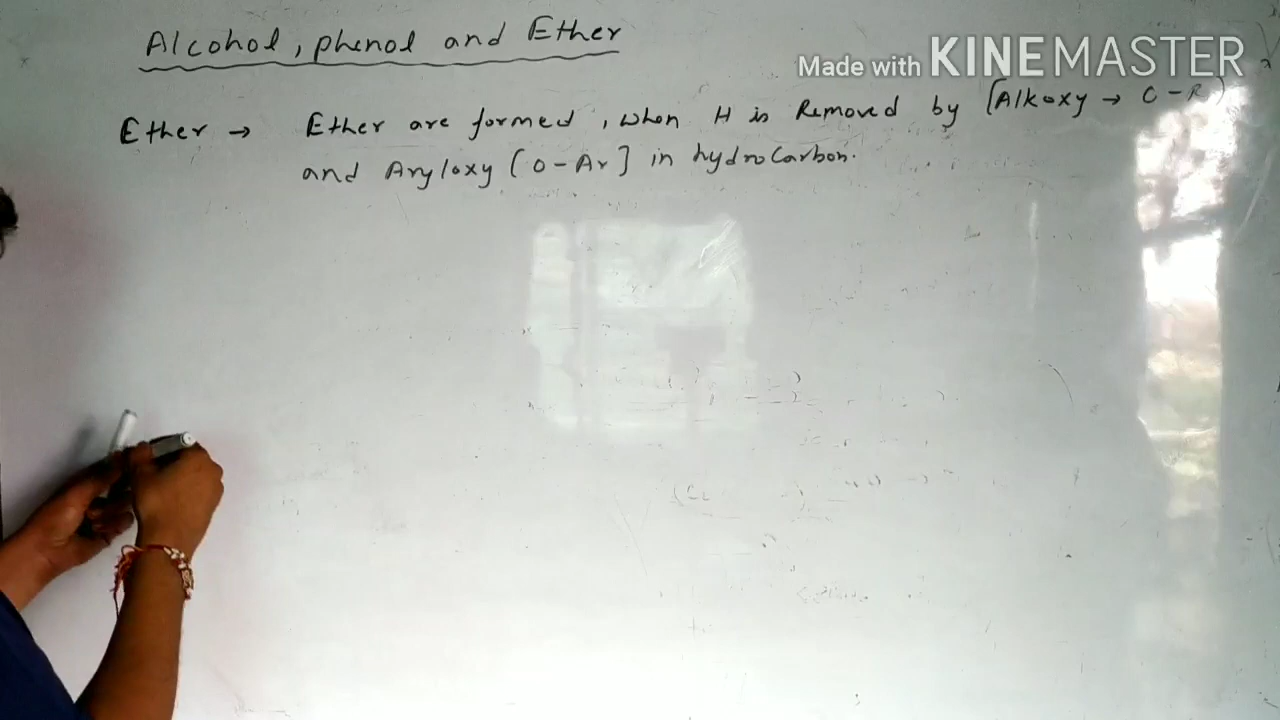 Alcohol, phenol and Ether
Made with KINEMASTER
Ether → Ether are formed, when H is Removed by [Alkoxy → O-R)
and Aryloxy [O-Ar] in hydrocarbon.